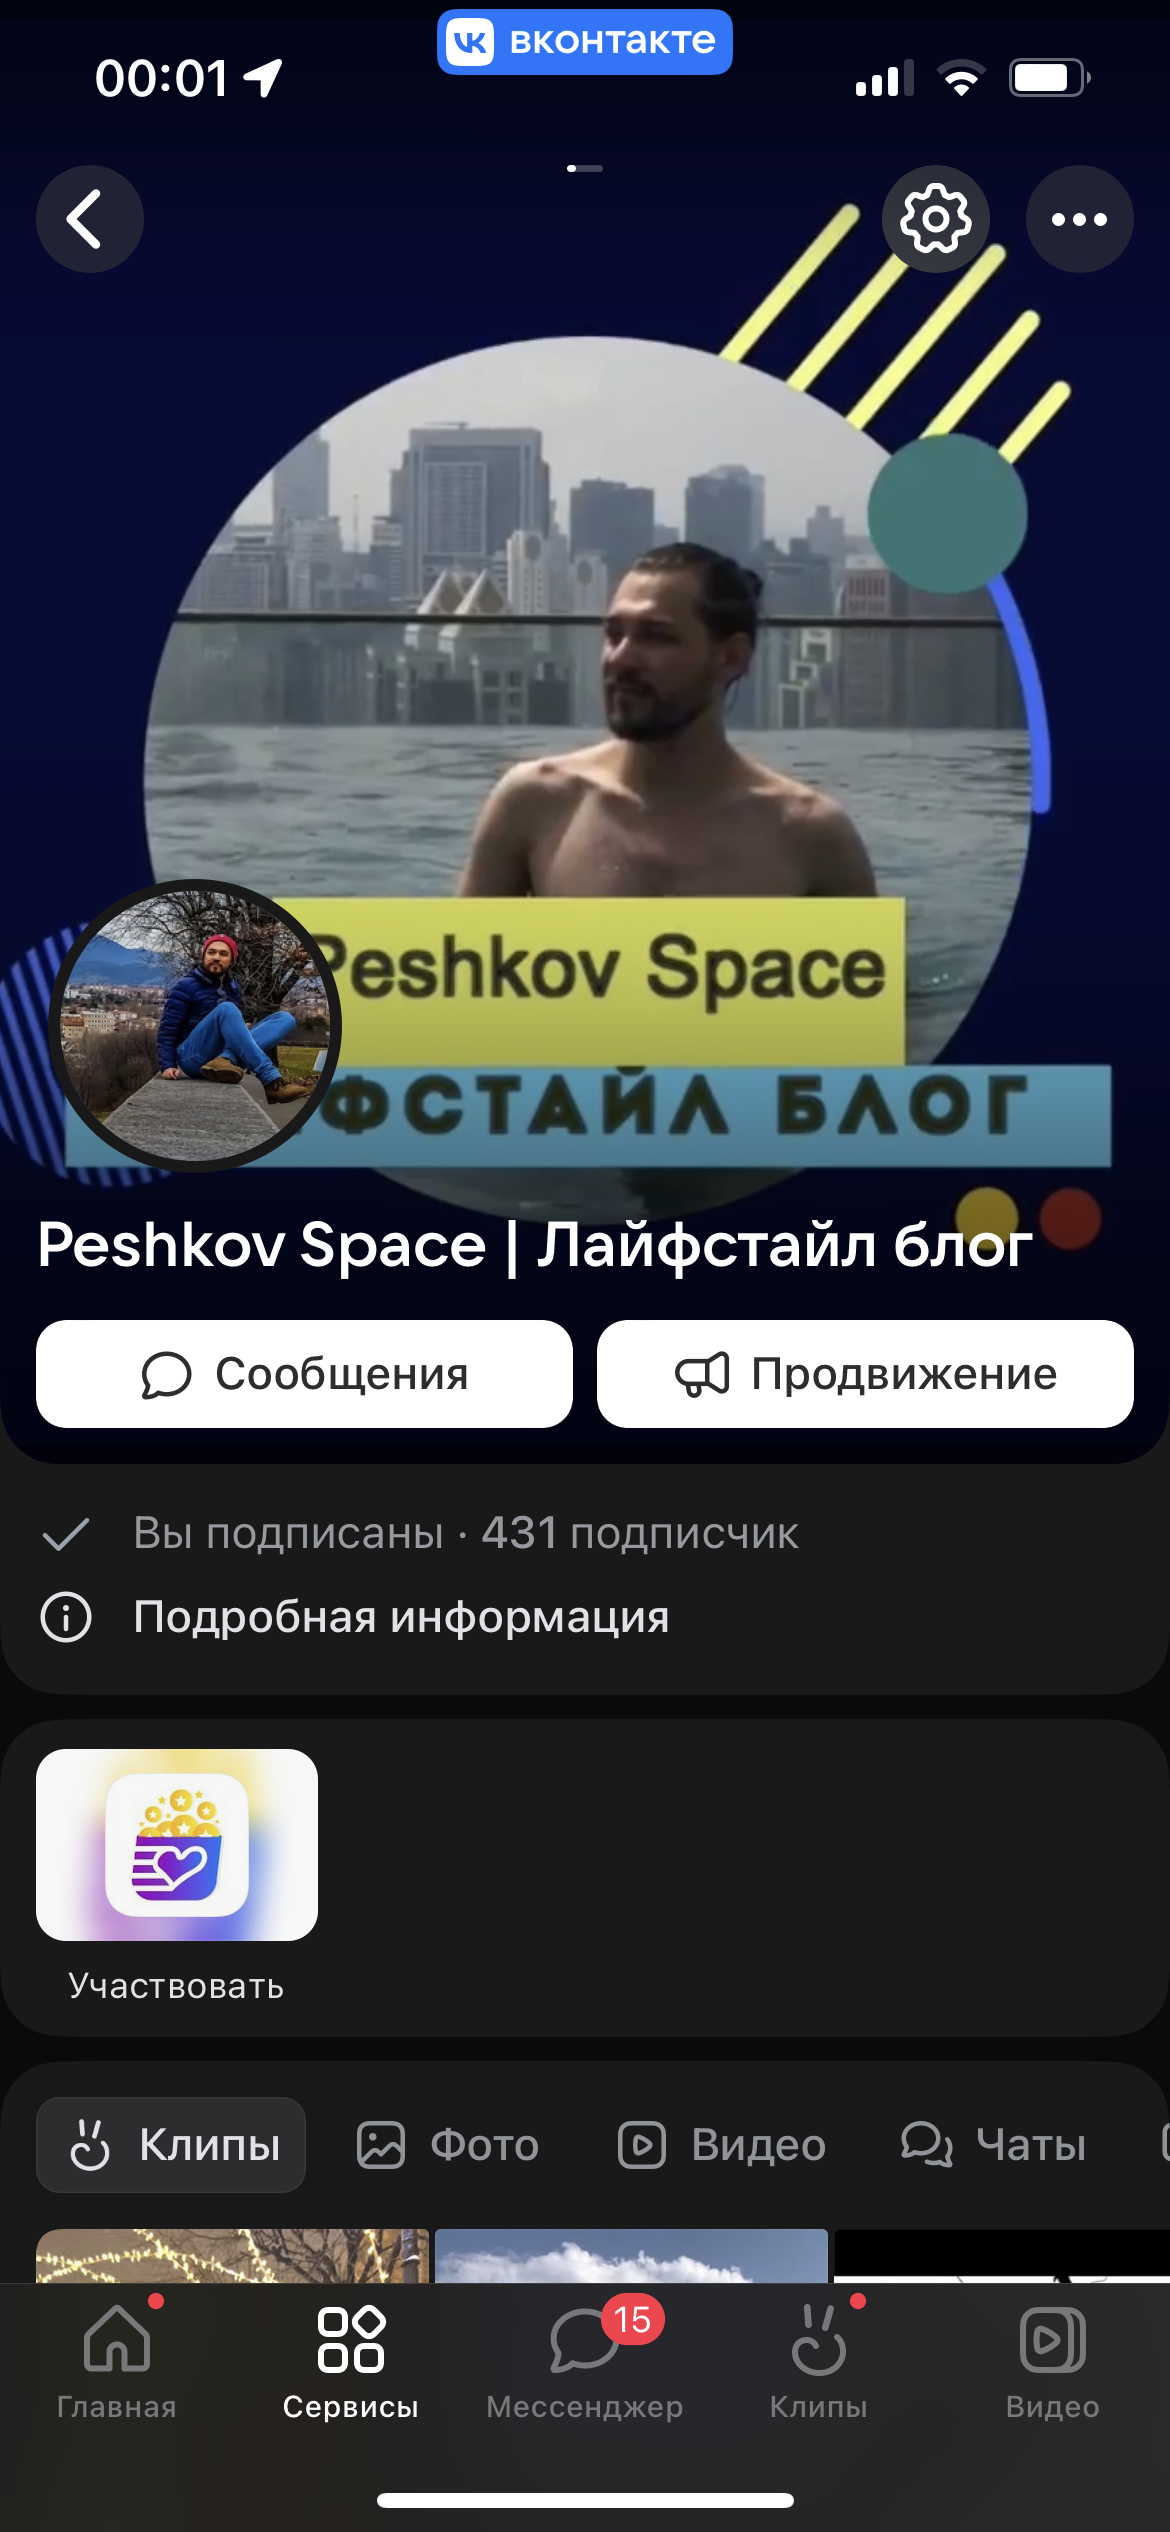 вконтакте
00:01
Peshkov Space
ФСТАЙЛ БЛОГ
Peshkov Space | Лайфстайл блог
Сообщения
Продвижение
Вы подписаны · 431 подписчик
Подробная информация
Участвовать
Клипы
Фото
Видео
Чаты
15
Главная
Сервисы
Мессенджер
Клипы
Видео